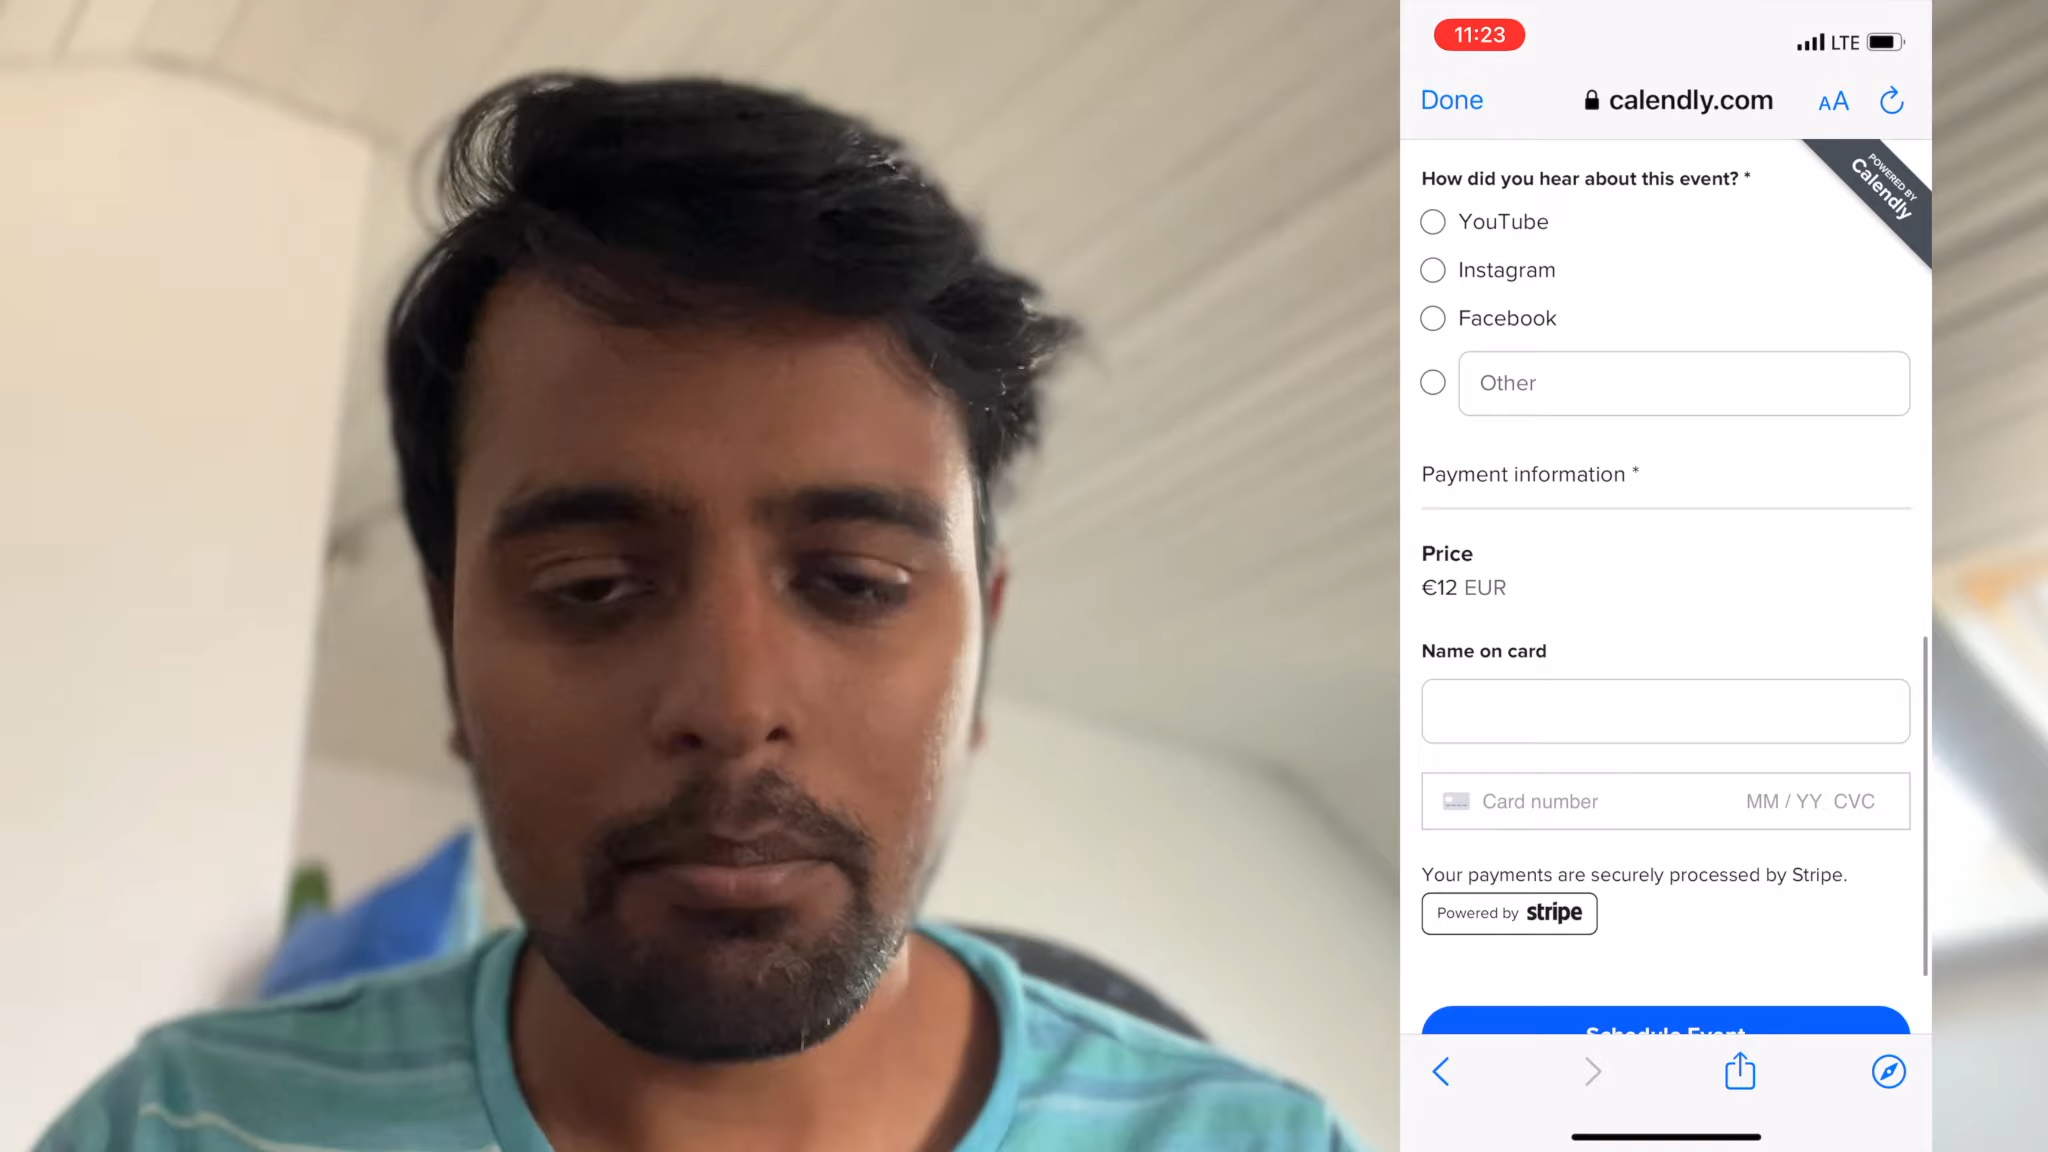 11:23
LTE
Done
calendly.com
AA
POWERED BY
Calendly
How did you hear about this event? *
YouTube
Instagram
Facebook
Other
Payment information *
Price
€12 EUR
Name on card
Card number
MM / YY
CVC
Your payments are securely processed by Stripe.
Powered by stripe
Schedule Event